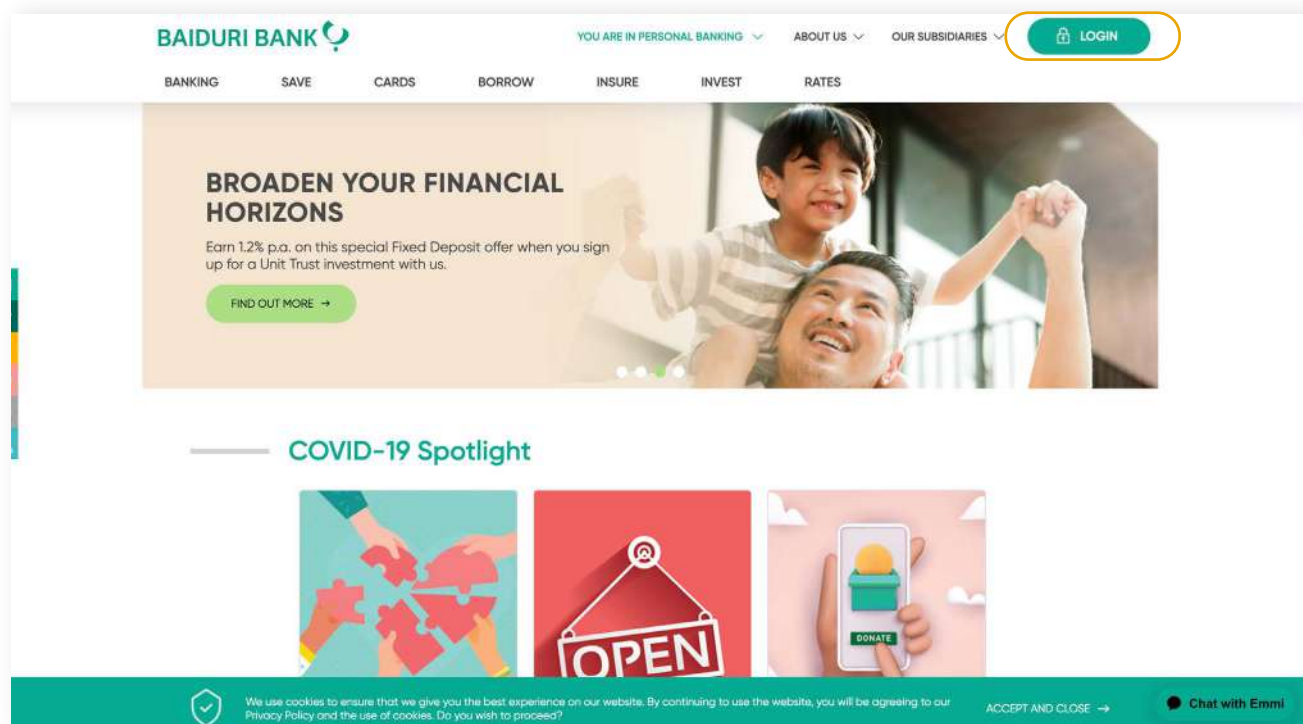 BAIDURI BANK
YOU ARE IN PERSONAL BANKING
ABOUT US
OUR SUBSIDIARIES
LOGIN
BANKING
SAVE
CARDS
BORROW
INSURE
INVEST
RATES
BROADEN YOUR FINANCIAL
HORIZONS
Earn 1.2% p.a. on this special Fixed Deposit offer when you sign
up for a Unit Trust investment with us.
FIND OUT MORE →
COVID-19 Spotlight
OPEN
DONATE
We use cookies to ensure that we give you the best experience on our website. By continuing to use the website, you will be agreeing to our
Privacy Policy and the use of cookies. Do you wish to proceed?
ACCEPT AND CLOSE →
Chat with Emmi